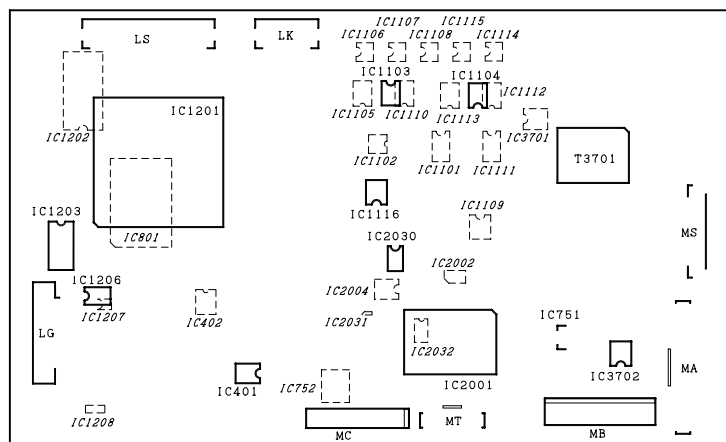 LS
LK
IC1107
IC1115
IC1106
IC1108
IC1114
IC1103
IC1104
IC1112
IC1201
IC1105
IC1110
IC1113
IC3701
IC1202
IC1102
IC1101
IC1111
T3701
IC1203
IC1116
IC1109
IC801
IC2030
MS
IC2002
IC1206
IC2004
IC1207
IC402
IC2031
IC751
LG
IC2032
MA
IC3702
IC401
IC752
IC2001
IC1208
MC
MT
MB